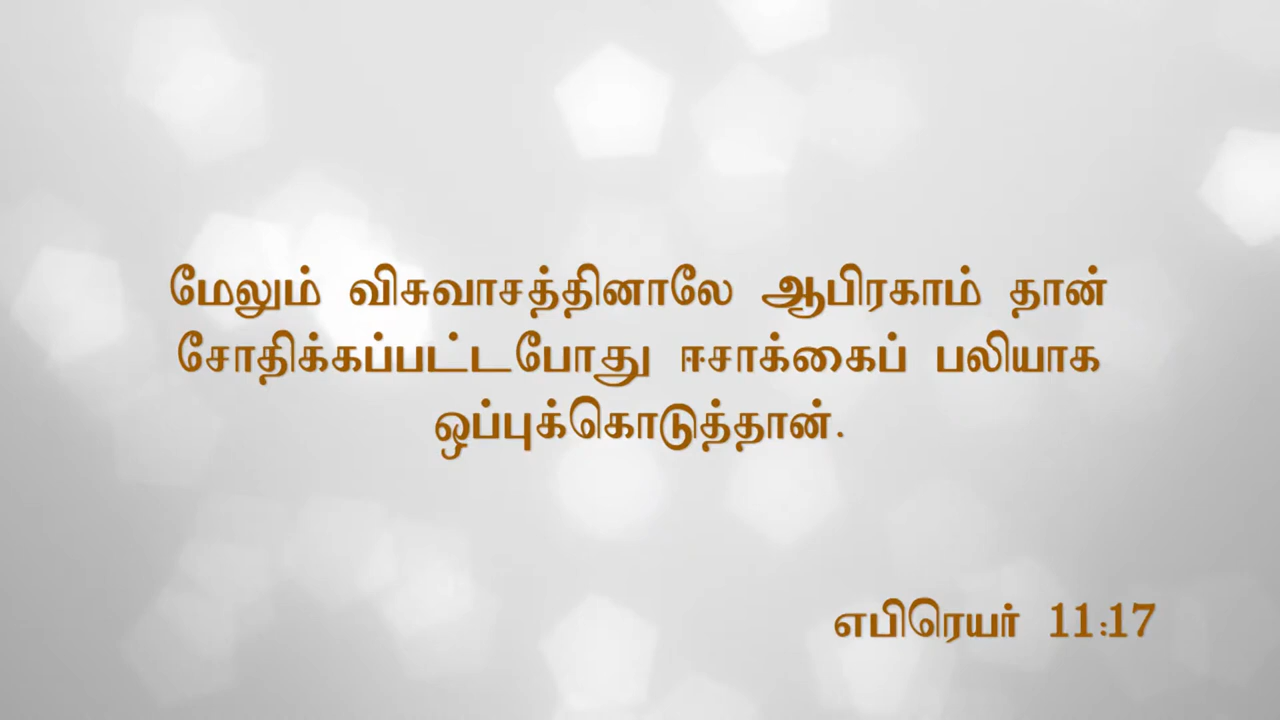 மேலும் விசுவாசத்தினாலே ஆபிரகாம் தான்
சோதிக்கப்பட்டபோது ஈசாக்கைப் பலியாக
ஒப்புக்கொடுத்தான்.
எபிரெயர் 11:17